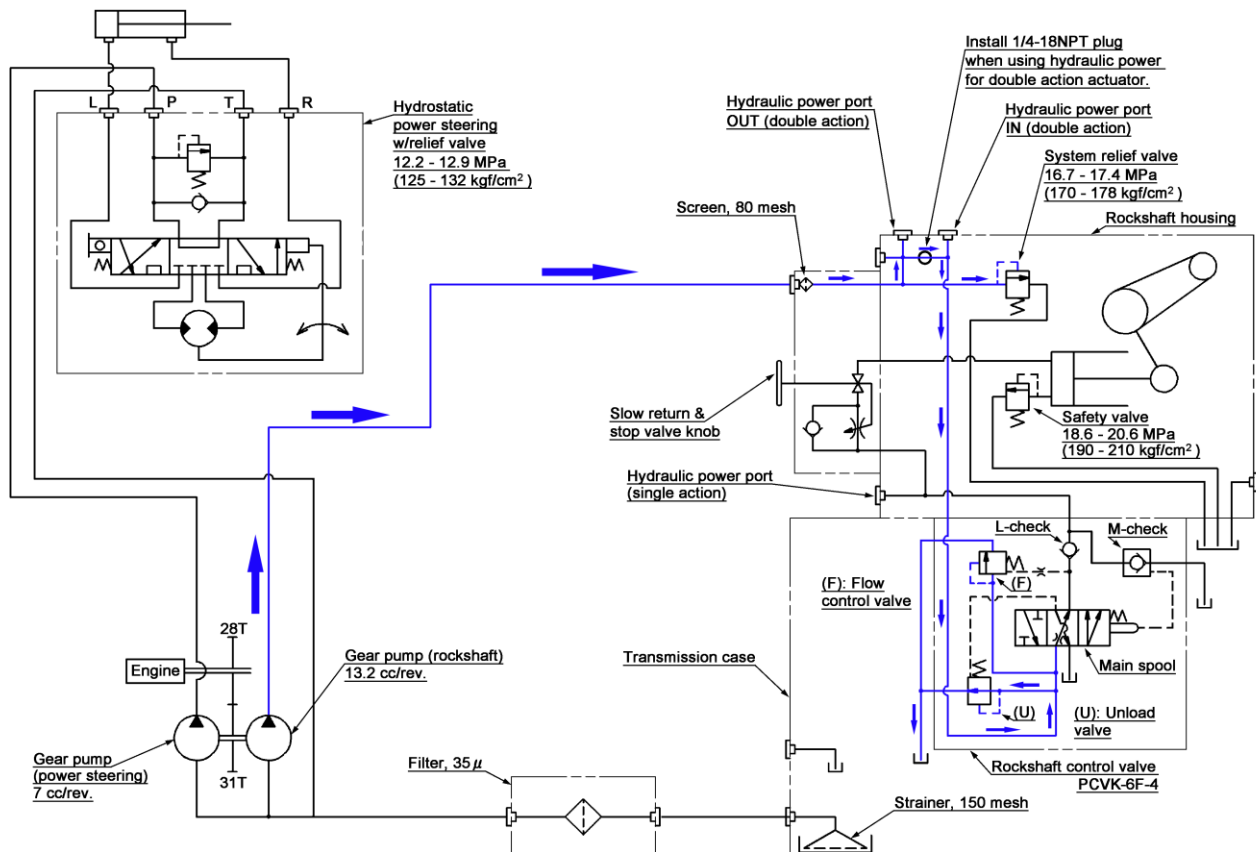 L
P
T
R
Hydrostatic
power steering
w/relief valve
12.2 - 12.9 MPa
(125 - 132 kgf/cm²)
Install 1/4-18NPT plug
when using hydraulic power
for double action actuator.
Hydraulic power port
OUT (double action)
Hydraulic power port
IN (double action)
System relief valve
16.7 - 17.4 MPa
(170 - 178 kgf/cm²)
Screen, 80 mesh
Rockshaft housing
Slow return &
stop valve knob
Safety valve
18.6 - 20.6 MPa
(190 - 210 kgf/cm²)
Hydraulic power port
(single action)
L-check
M-check
(F): Flow
control valve
(F)
28T
Engine
Gear pump (rockshaft)
13.2 cc/rev.
Transmission case
Main spool
(U)
(U): Unload
valve
Gear pump
(power steering)
7 cc/rev.
31T
Filter, 35μ
Rockshaft control valve
PCVK-6F-4
Strainer, 150 mesh